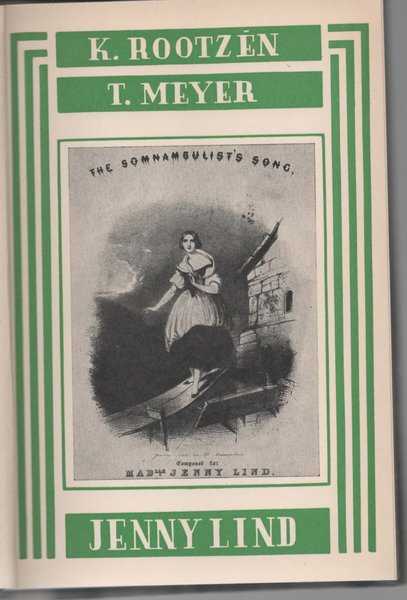 K. ROOTZÉN
T. MEYER
THE SOMNAMBULIST'S SONG,
Composed for
MADLLE JENNY LIND.
JENNY LIND